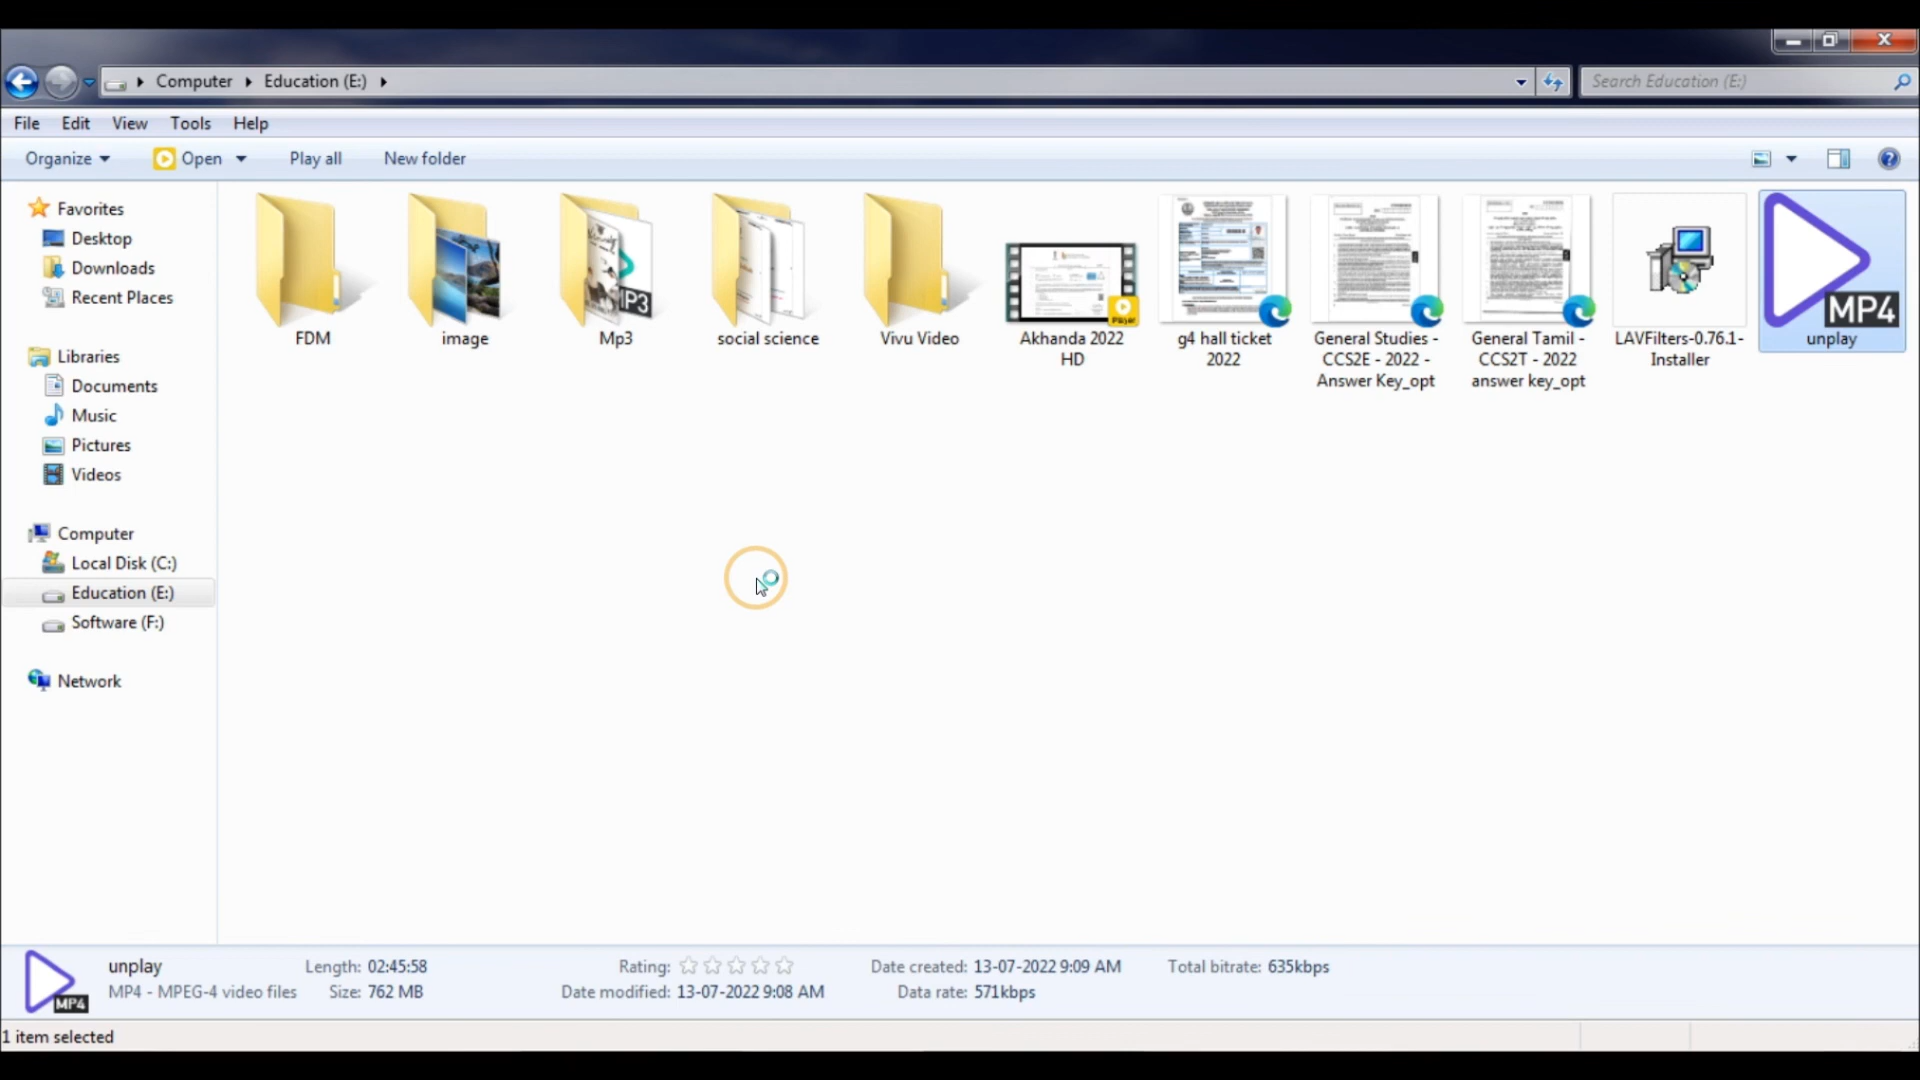 Computer Education (E:)
Search Education (E:)
File Edit View Tools Help
Organize Open Play all New folder
Favorites
Desktop
Downloads
Recent Places
Libraries
Documents
Music
Pictures
Videos
Computer
Local Disk (C:)
Education (E:)
Software (F:)
Network
FDM
image
MP3
Mp3
social science
Vivu Video
Player
Akhanda 2022
HD
g4 hall ticket
2022
General Studies -
CCS2E - 2022 -
Answer Key_opt
General Tamil -
CCS2T - 2022
answer key_opt
LAVFilters-0.76.1-
Installer
MP4
unplay
MP4
unplay Length: 02:45:58 Rating: Date created: 13-07-2022 9:09 AM Total bitrate: 635kbps
MP4 - MPEG-4 video files Size: 762 MB Date modified: 13-07-2022 9:08 AM Data rate: 571kbps
1 item selected